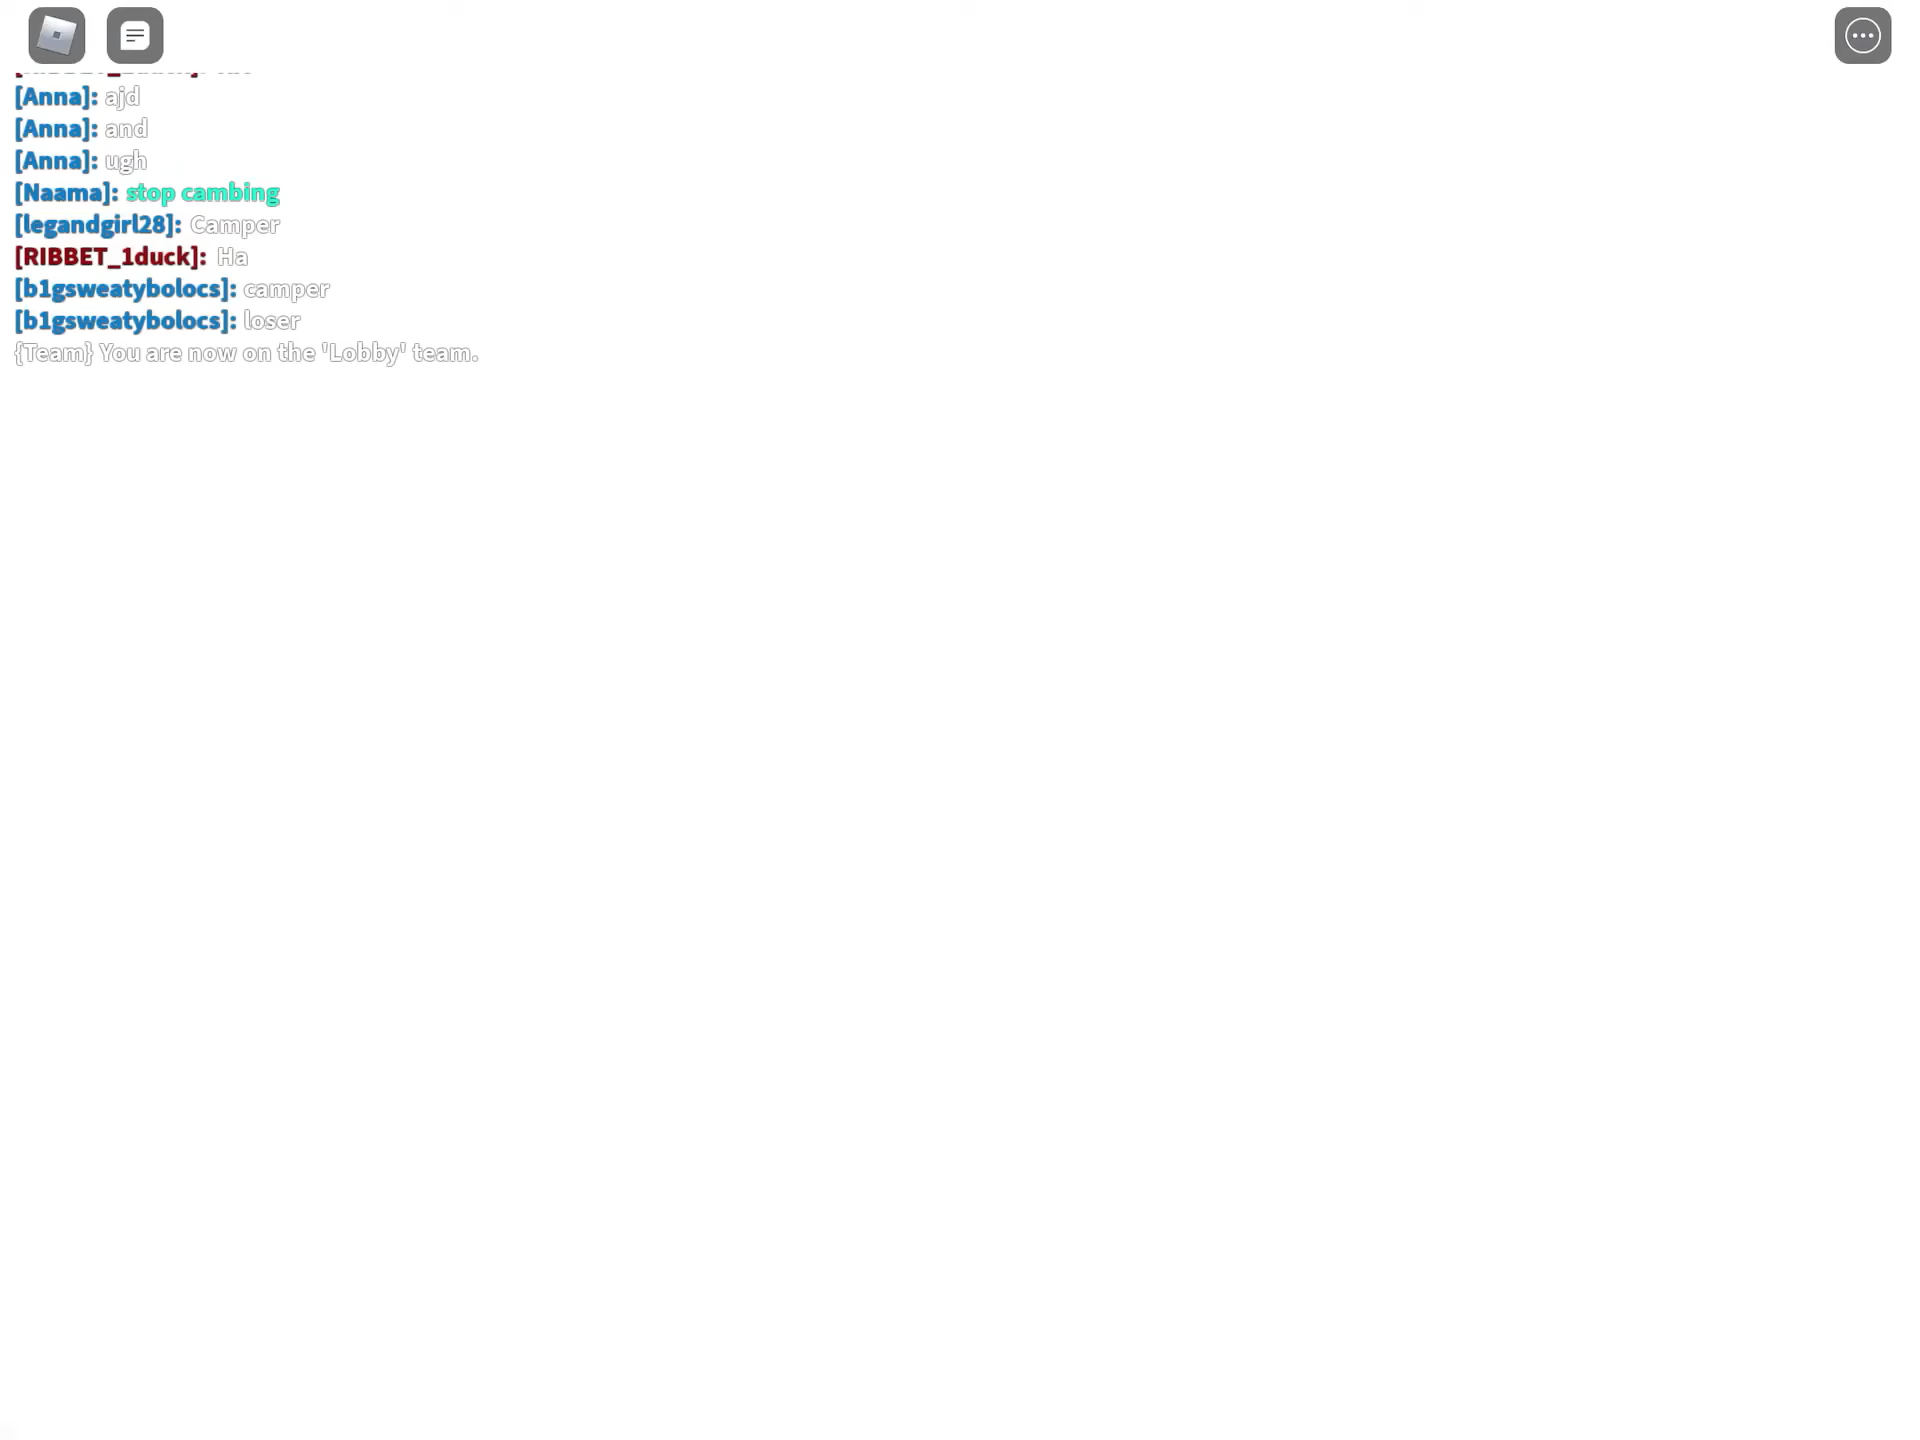 [Anna]: ajd
[Anna]: and
[Anna]: ugh
[Naama]: stop cambing
[legandgirl28]: Camper
[RIBBET_1duck]: Ha
[b1gsweatybolocs]: camper
[b1gsweatybolocs]: loser
{Team} You are now on the 'Lobby' team.